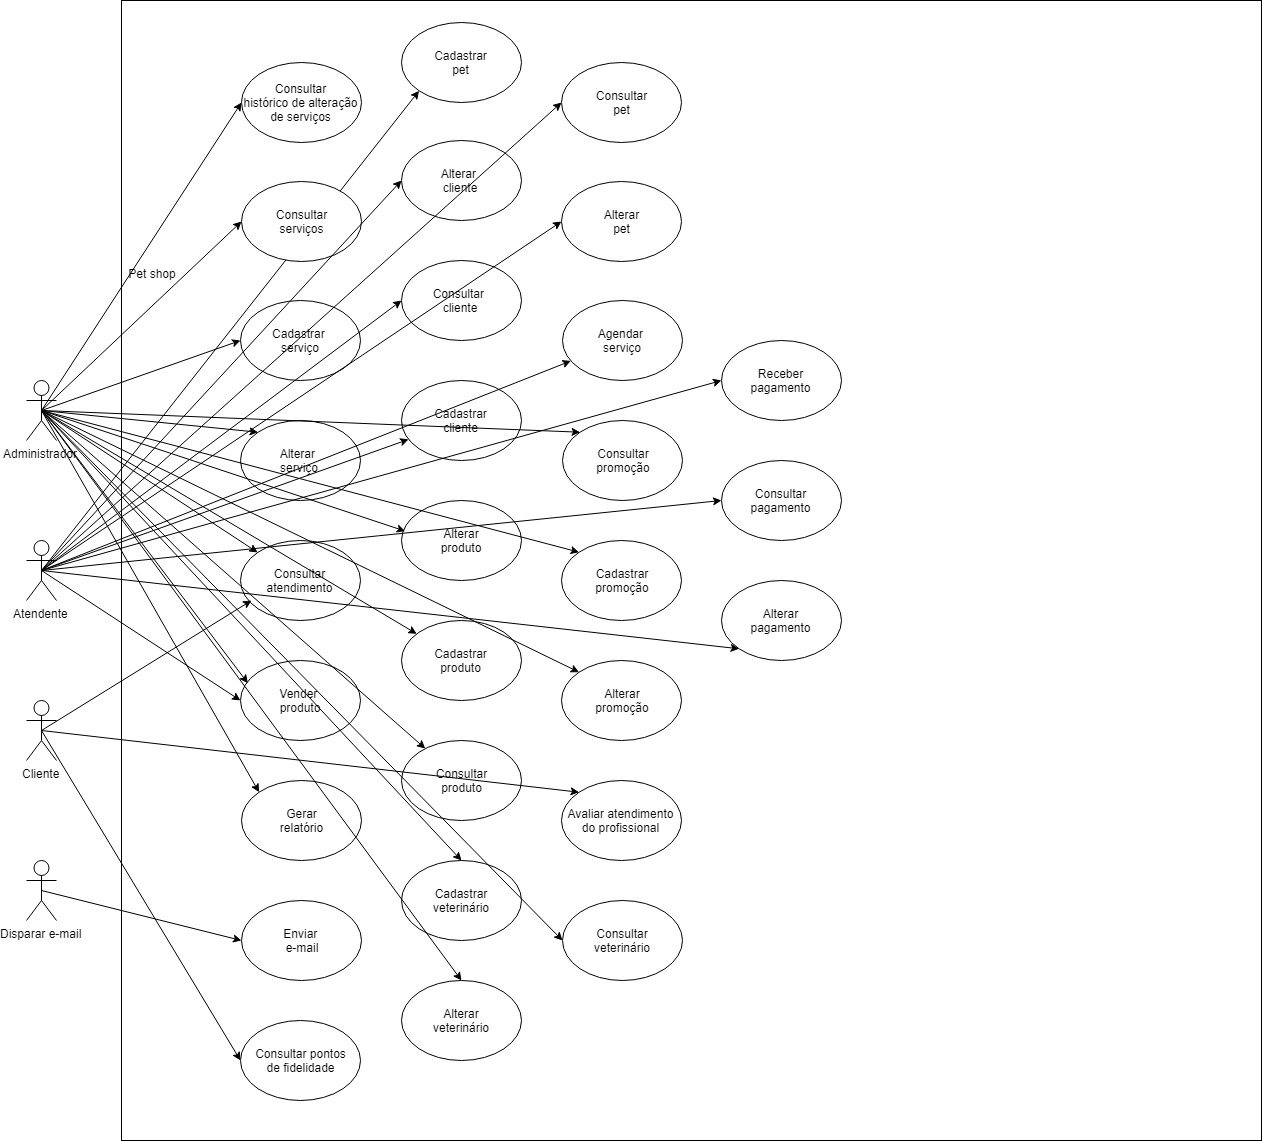 Cadastrar
pet
Consultar
histórico de alteração
de serviços
Consultar
pet
Alterar
cliente
Consultar
serviços
Alterar
pet
Pet shop
Consultar
cliente
Cadastrar
serviço
Agendar
serviço
Receber
pagamento
Cadastrar
cliente
Administrador
Alterar
serviço
Consultar
promoção
Consultar
pagamento
Alterar
produto
Consultar
atendimento
Cadastrar
promoção
Atendente
Alterar
pagamento
Cadastrar
produto
Vender
produto
Alterar
promoção
Cliente
Consultar
produto
Gerar
relatório
Avaliar atendimento
do profissional
Cadastrar
veterinário
Disparar e-mail
Enviar
e-mail
Consultar
veterinário
Alterar
veterinário
Consultar pontos
de fidelidade